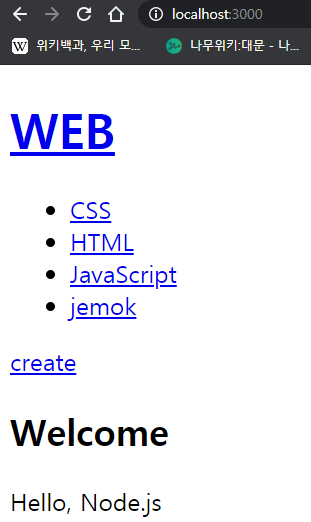 localhost:3000
W 위키백과, 우리 모... 나무위키:대문 - 나...
WEB
CSS
HTML
JavaScript
jemok
create
Welcome
Hello, Node.js